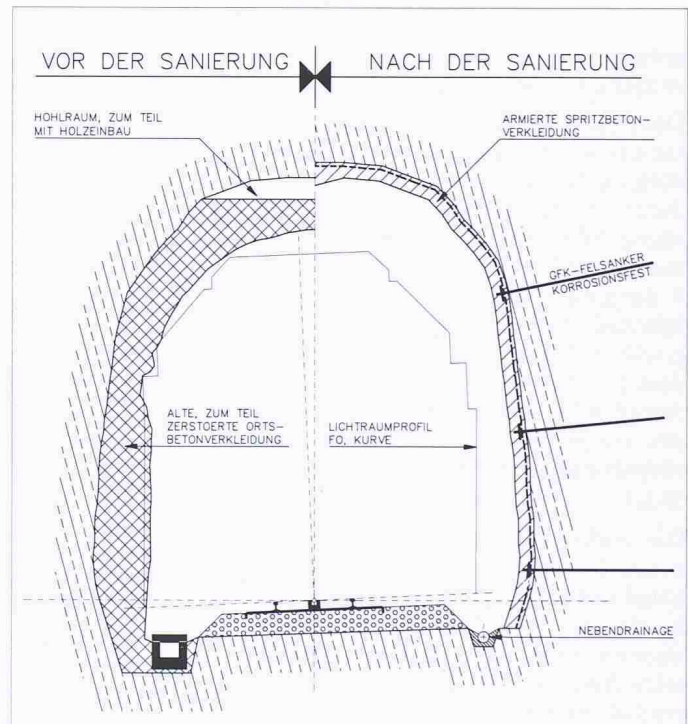 VOR DER SANIERUNG
NACH DER SANIERUNG
HOHLRAUM, ZUM TEIL
MIT HOLZEINBAU
ARMIERTE SPRITZBETON-
VERKLEIDUNG
GFK-FELSANKER
KORROSIONSFEST
ALTE, ZUM TEIL
ZERSTOERTE ORTS-
BETONVERKLEIDUNG
LICHTRAUMPROFIL
FO, KURVE
NEBENDRAINAGE